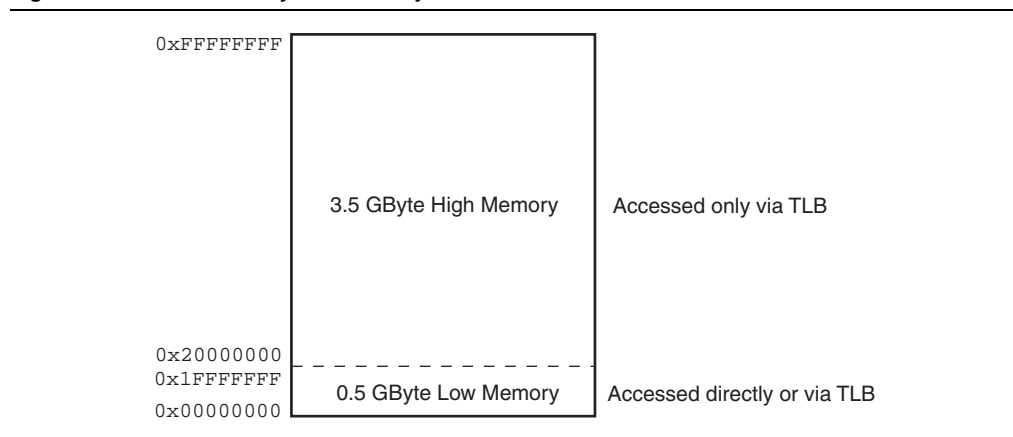 0xFFFFFFFF
3.5 GByte High Memory
Accessed only via TLB
0x20000000
0x1FFFFFFF
0.5 GByte Low Memory
Accessed directly or via TLB
0x00000000